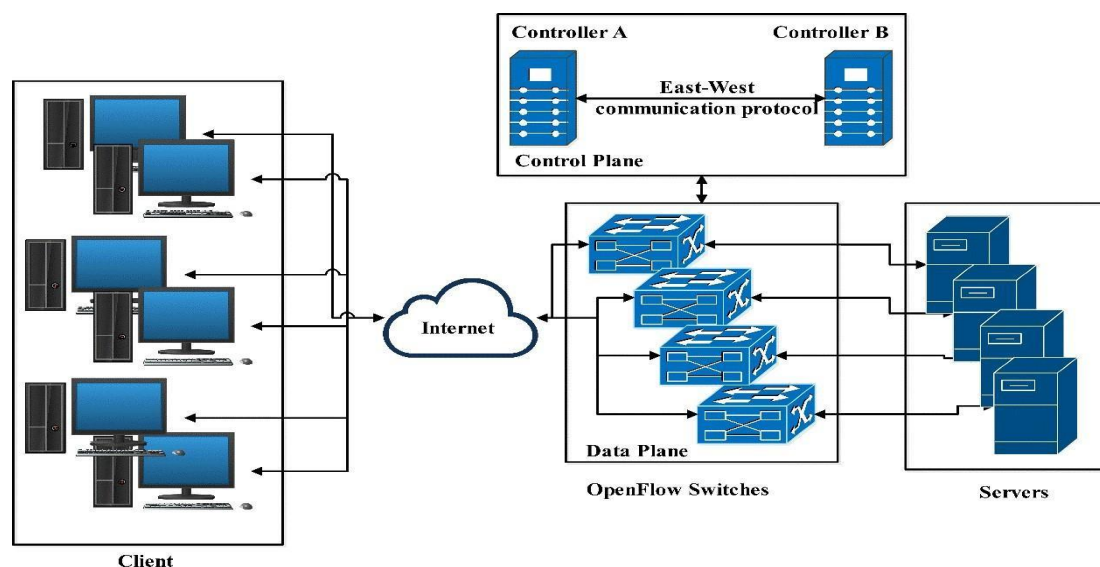 Controller A
Controller B
East-West
communication protocol
Control Plane
Internet
Data Plane
OpenFlow Switches
Servers
Client